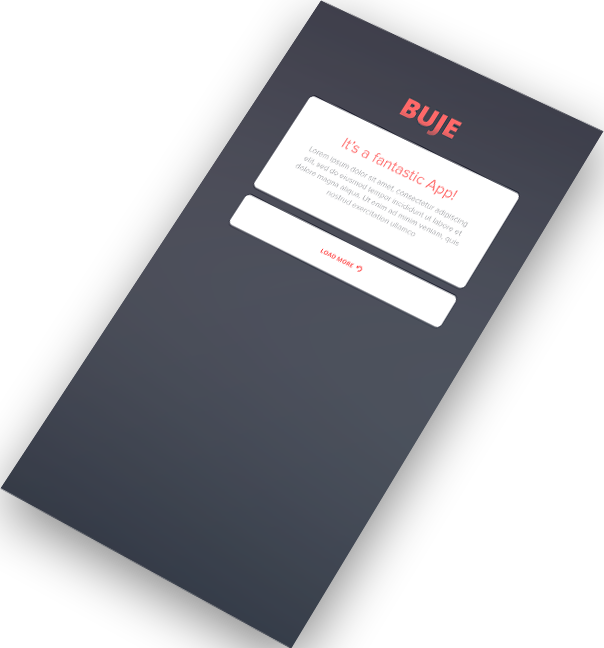 BUJE
It's a fantastic App!
Lorem ipsum dolor sit amet, consectetur adipiscing
elit, sed do eiusmod tempor incididunt ut labore et
dolore magna aliqua. Ut enim ad minim veniam, quis
nostrud exercitation ullamco
LOAD MORE